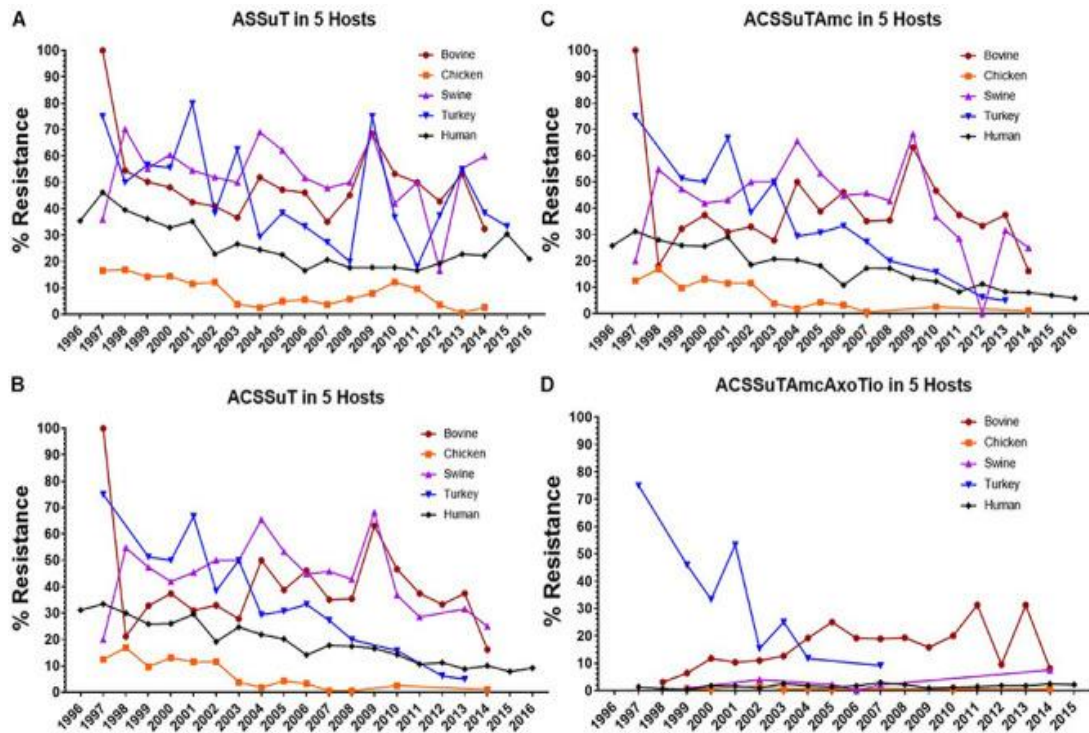 A
ASSuT in 5 Hosts
% Resistance
100
90
80
70
60
50
40
30
20
10
0
Bovine
Chicken
Swine
Turkey
Human
1996 1997 1998 1999 2000 2001 2002 2003 2004 2005 2006 2007 2008 2009 2010 2011 2012 2013 2014 2015 2016
C
ACSSuTAmc in 5 Hosts
% Resistance
100
90
80
70
60
50
40
30
20
10
0
Bovine
Chicken
Swine
Turkey
Human
1996 1997 1998 1999 2000 2001 2002 2003 2004 2005 2006 2007 2008 2009 2010 2011 2012 2013 2014 2015 2016
B
ACSSuT in 5 Hosts
% Resistance
100
90
80
70
60
50
40
30
20
10
0
Bovine
Chicken
Swine
Turkey
Human
1996 1997 1998 1999 2000 2001 2002 2003 2004 2005 2006 2007 2008 2009 2010 2011 2012 2013 2014 2015 2016
D
ACSSuTAmcAxoTio in 5 Hosts
% Resistance
100
90
80
70
60
50
40
30
20
10
0
Bovine
Chicken
Swine
Turkey
Human
1996 1997 1998 1999 2000 2001 2002 2003 2004 2005 2006 2007 2008 2009 2010 2011 2012 2013 2014 2015